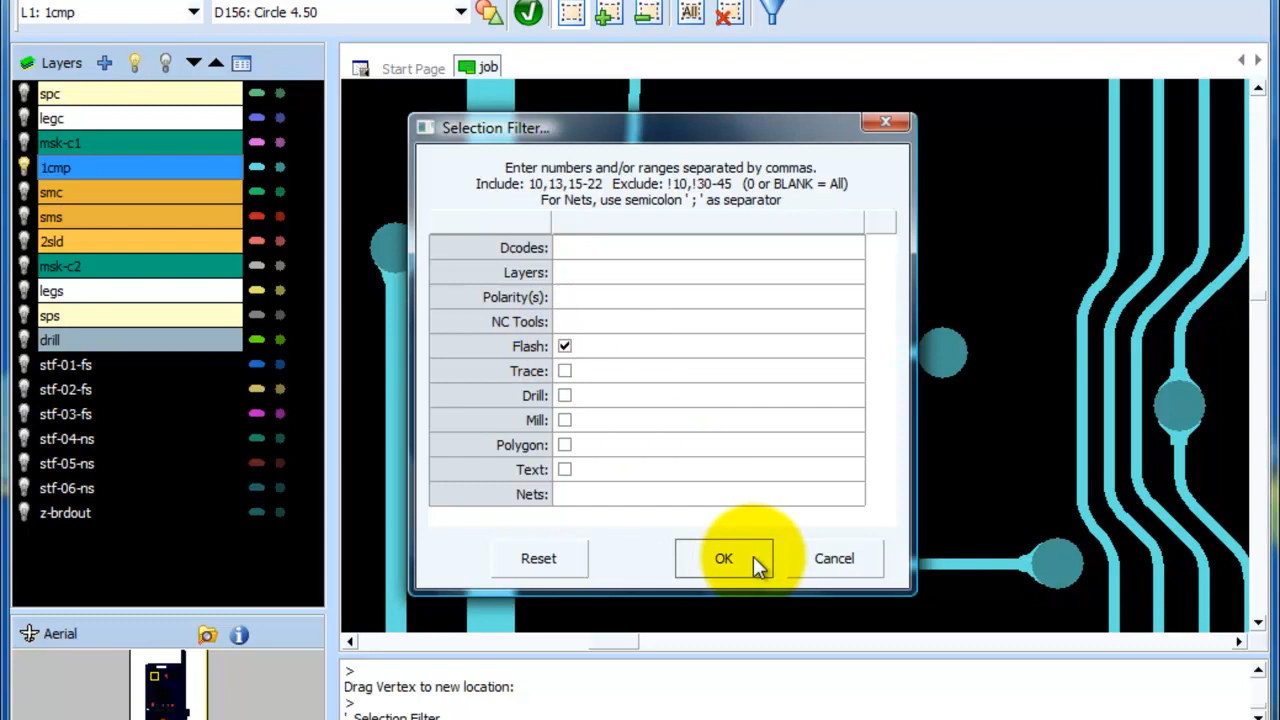 L1: 1cmp
D156: Circle 4.50
All
Layers
spc
legc
msk-c1
1cmp
smc
sms
2sld
msk-c2
legs
sps
drill
stf-01-fs
stf-02-fs
stf-03-fs
stf-04-ns
stf-05-ns
stf-06-ns
z-brdout
Aerial
Start Page
job
Selection Filter...
Enter numbers and/or ranges separated by commas.
Include: 10,13,15-22 Exclude: !10,!30-45 (0 or BLANK = All)
For Nets, use semicolon ' ; ' as separator
Dcodes:
Layers:
Polarity(s):
NC Tools:
Flash:
Trace:
Drill:
Mill:
Polygon:
Text:
Nets:
Reset
OK
Cancel
>
Drag Vertex to new location:
>
' Selection Filter